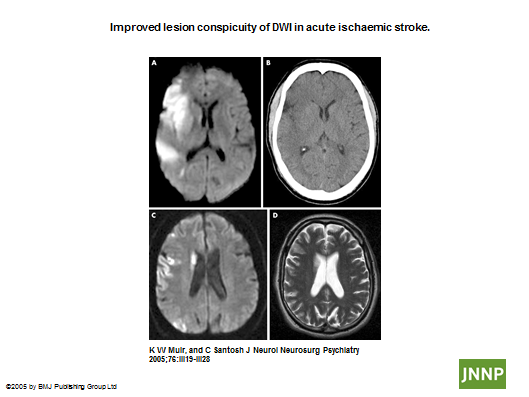 Improved lesion conspicuity of DWI in acute ischaemic stroke.
A
B
C
D
K W Muir, and C Santosh J Neurol Neurosurg Psychiatry
2005;76:III19-III28
©2005 by BMJ Publishing Group Ltd
JNNP